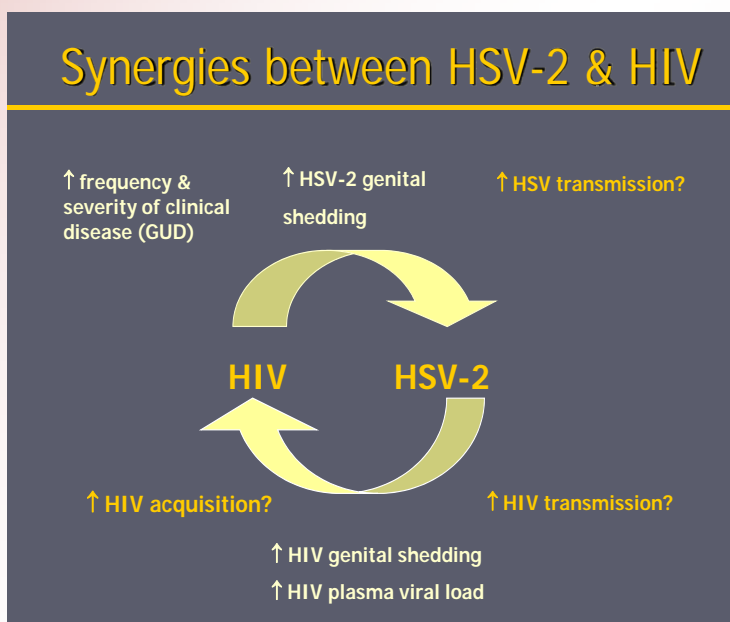 Synergies between HSV-2 & HIV
↑ frequency &
severity of clinical
disease (GUD)
↑ HSV-2 genital
shedding
↑ HSV transmission?
HIV
HSV-2
↑ HIV acquisition?
↑ HIV transmission?
↑ HIV genital shedding
↑ HIV plasma viral load